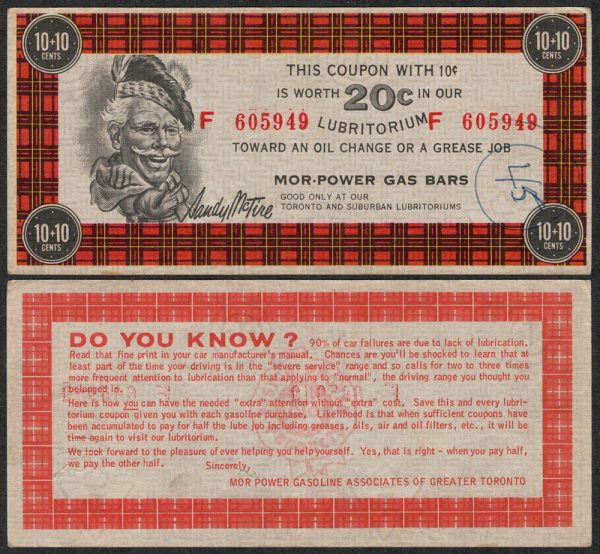 10+10
CENTS
10+10
CENTS
THIS COUPON WITH 10¢
IS WORTH 20¢ IN OUR
F 605949 LUBRITORIUM F 605949
TOWARD AN OIL CHANGE OR A GREASE JOB
MOR-POWER GAS BARS
GOOD ONLY AT OUR
TORONTO AND SUBURBAN LUBRITORIUMS
Sandy McTire
45
10+10
CENTS
10+10
CENTS
DO YOU KNOW ? 90% of car failures are due to lack of lubrication.
Read that fine print in your car manufacturer's manual. Chances are you'll be shocked to learn that at
least part of the time your driving is in the "severe service" range and so calls for two to three times
more frequent attention to lubrication than that applying to "normal", the driving range you thought you
belonged in.
Here is how you can have the needed "extra" attention without "extra" cost. Save this and every lubri-
torium coupon given you with each gasoline purchase. Likelihood is that when sufficient coupons have
been accumulated to pay for half the lube job including greases, oils, air and oil filters, etc., it will be
time again to visit our lubritorium.
We look forward to the pleasure of ever helping you help yourself. Yes, that is right - when you pay half,
we pay the other half. Sincerely,
MOR POWER GASOLINE ASSOCIATES OF GREATER TORONTO